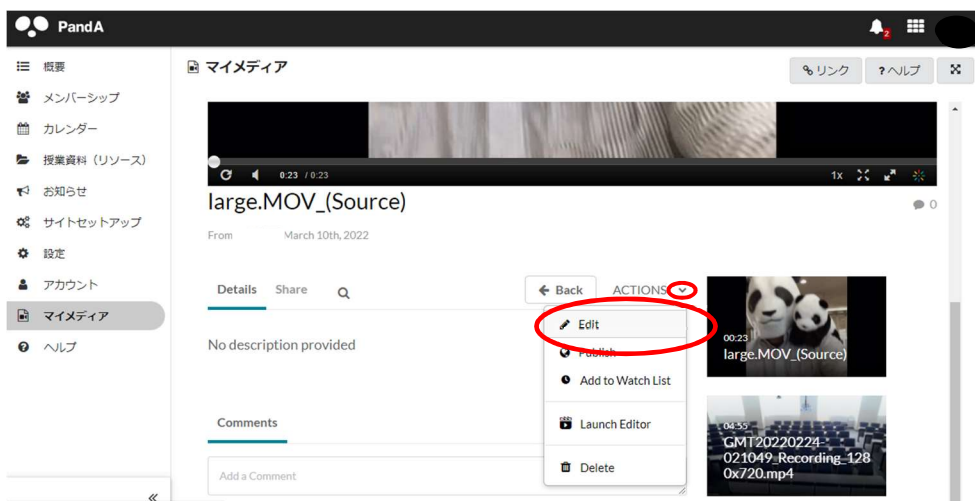 PandA
2
概要
メンバーシップ
カレンダー
授業資料（リソース）
お知らせ
サイトセットアップ
設定
アカウント
マイメディア
ヘルプ
«
マイメディア
リンク
?ヘルプ
0:23 / 0:23
1x
large.MOV_(Source)
0
From March 10th, 2022
Details Share
Back
ACTIONS
Edit
Publish
Add to Watch List
Launch Editor
Delete
No description provided
Comments
Add a Comment
00:23
large.MOV_(Source)
04:55
GMT20220224-
021049_Recording_128
0x720.mp4